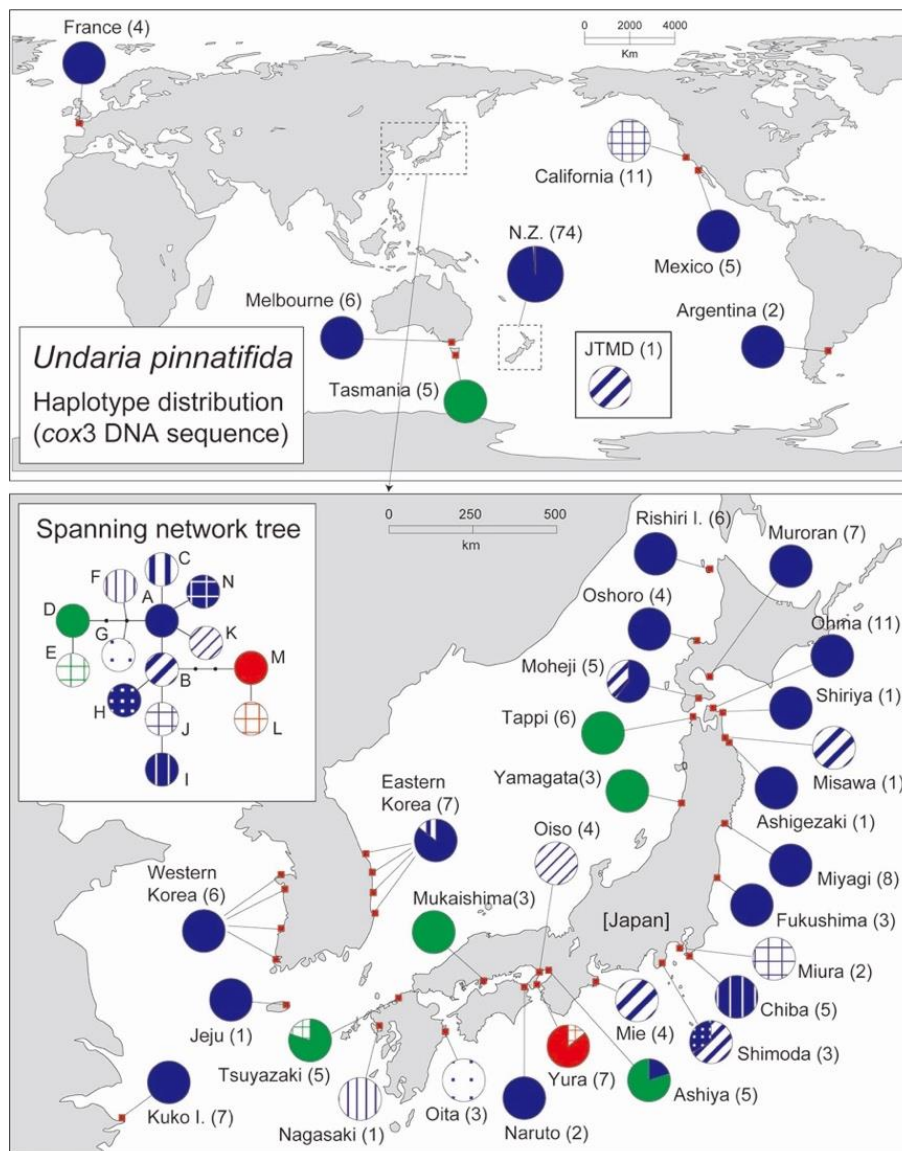 France (4)
0 2000 4000
Km
California (11)
N.Z. (74)
Mexico (5)
Melbourne (6)
Argentina (2)
JTMD (1)
Tasmania (5)
Undaria pinnatifida
Haplotype distribution
(cox3 DNA sequence)
Spanning network tree
C
F
N
A
D
G
K
E
B
M
H
J
L
I
0 250 500
km
Rishiri I. (6)
Muroran (7)
Oshoro (4)
Ohma (11)
Moheji (5)
Shiriya (1)
Tappi (6)
Misawa (1)
Yamagata(3)
Ashigezaki (1)
Eastern
Korea (7)
Oiso (4)
Miyagi (8)
Western
Korea (6)
Mukaishima(3)
[Japan]
Fukushima (3)
Miura (2)
Chiba (5)
Jeju (1)
Mie (4)
Shimoda (3)
Tsuyazaki (5)
Yura (7)
Ashiya (5)
Kuko I. (7)
Oita (3)
Nagasaki (1)
Naruto (2)